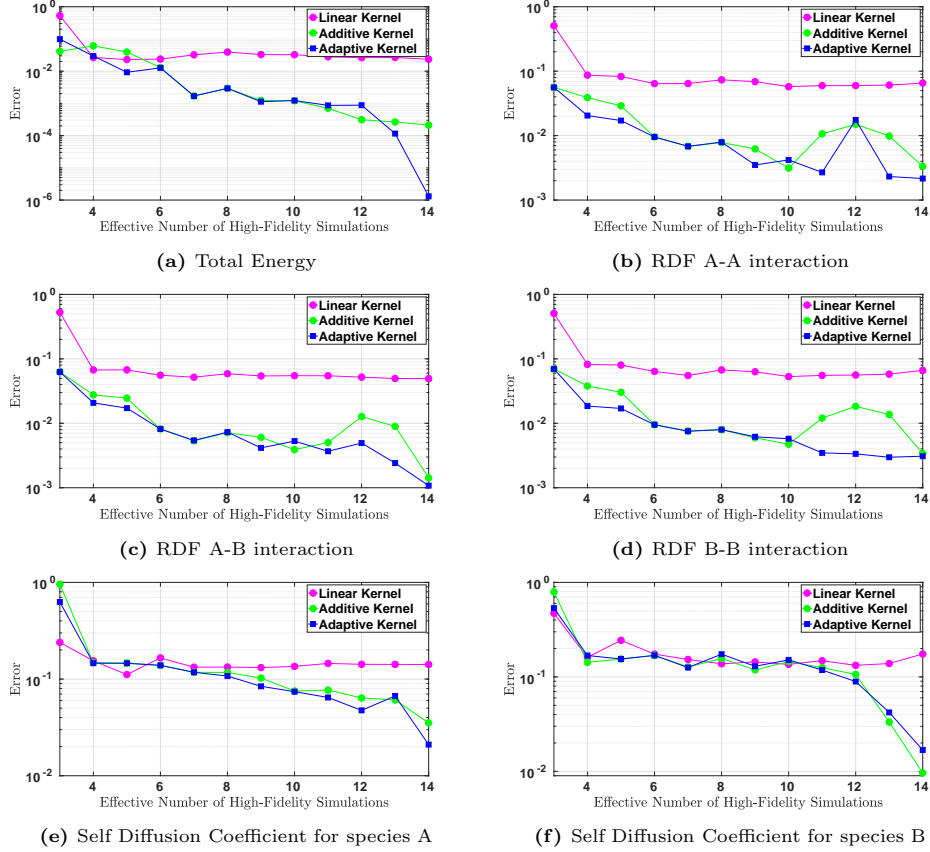 10^0
10^-2
10^-4
10^-6
Error
4 6 8 10 12 14
Effective Number of High-Fidelity Simulations
Linear Kernel
Additive Kernel
Adaptive Kernel
(a) Total Energy
10^0
10^-1
10^-2
10^-3
Error
4 6 8 10 12 14
Effective Number of High-Fidelity Simulations
Linear Kernel
Additive Kernel
Adaptive Kernel
(b) RDF A-A interaction
10^0
10^-1
10^-2
10^-3
Error
4 6 8 10 12 14
Effective Number of High-Fidelity Simulations
Linear Kernel
Additive Kernel
Adaptive Kernel
(c) RDF A-B interaction
10^0
10^-1
10^-2
10^-3
Error
4 6 8 10 12 14
Effective Number of High-Fidelity Simulations
Linear Kernel
Additive Kernel
Adaptive Kernel
(d) RDF B-B interaction
10^0
10^-1
10^-2
Error
4 6 8 10 12 14
Effective Number of High-Fidelity Simulations
Linear Kernel
Additive Kernel
Adaptive Kernel
(e) Self Diffusion Coefficient for species A
10^0
10^-1
10^-2
Error
4 6 8 10 12 14
Effective Number of High-Fidelity Simulations
Linear Kernel
Additive Kernel
Adaptive Kernel
(f) Self Diffusion Coefficient for species B